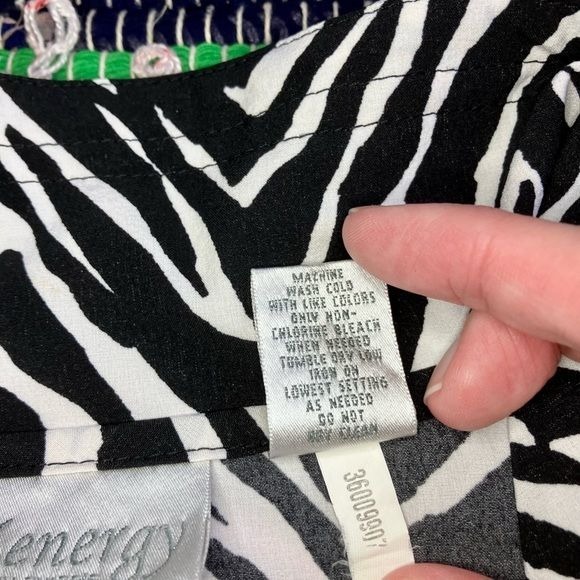 MACHINE
WASH COLD
WITH LIKE COLORS
ONLY NON-
CHLORINE BLEACH
WHEN NEEDED
TUMBLE DRY LOW
IRON ON
LOWEST SETTING
AS NEEDED
DO NOT
DRY CLEAN
36009907
energy